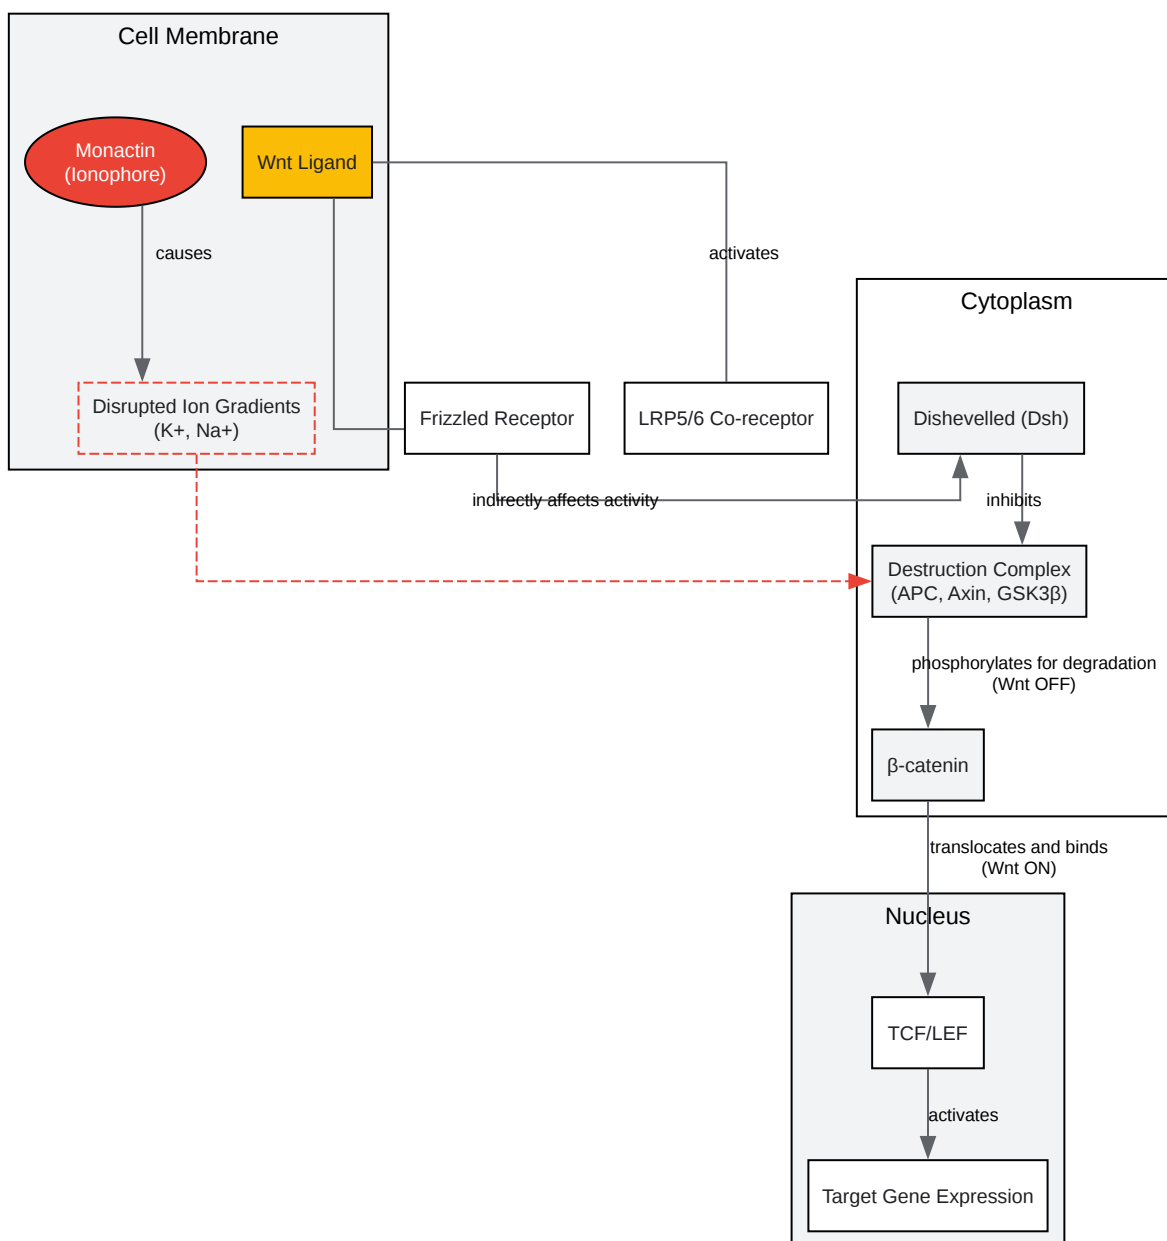 Cell Membrane
Monactin
(Ionophore)
Wnt Ligand
causes
activates
Cytoplasm
Disrupted Ion Gradients
(K+, Na+)
Frizzled Receptor
LRP5/6 Co-receptor
Dishevelled (Dsh)
indirectly affects activity
inhibits
Destruction Complex
(APC, Axin, GSK3β)
phosphorylates for degradation
(Wnt OFF)
β-catenin
translocates and binds
(Wnt ON)
Nucleus
TCF/LEF
activates
Target Gene Expression